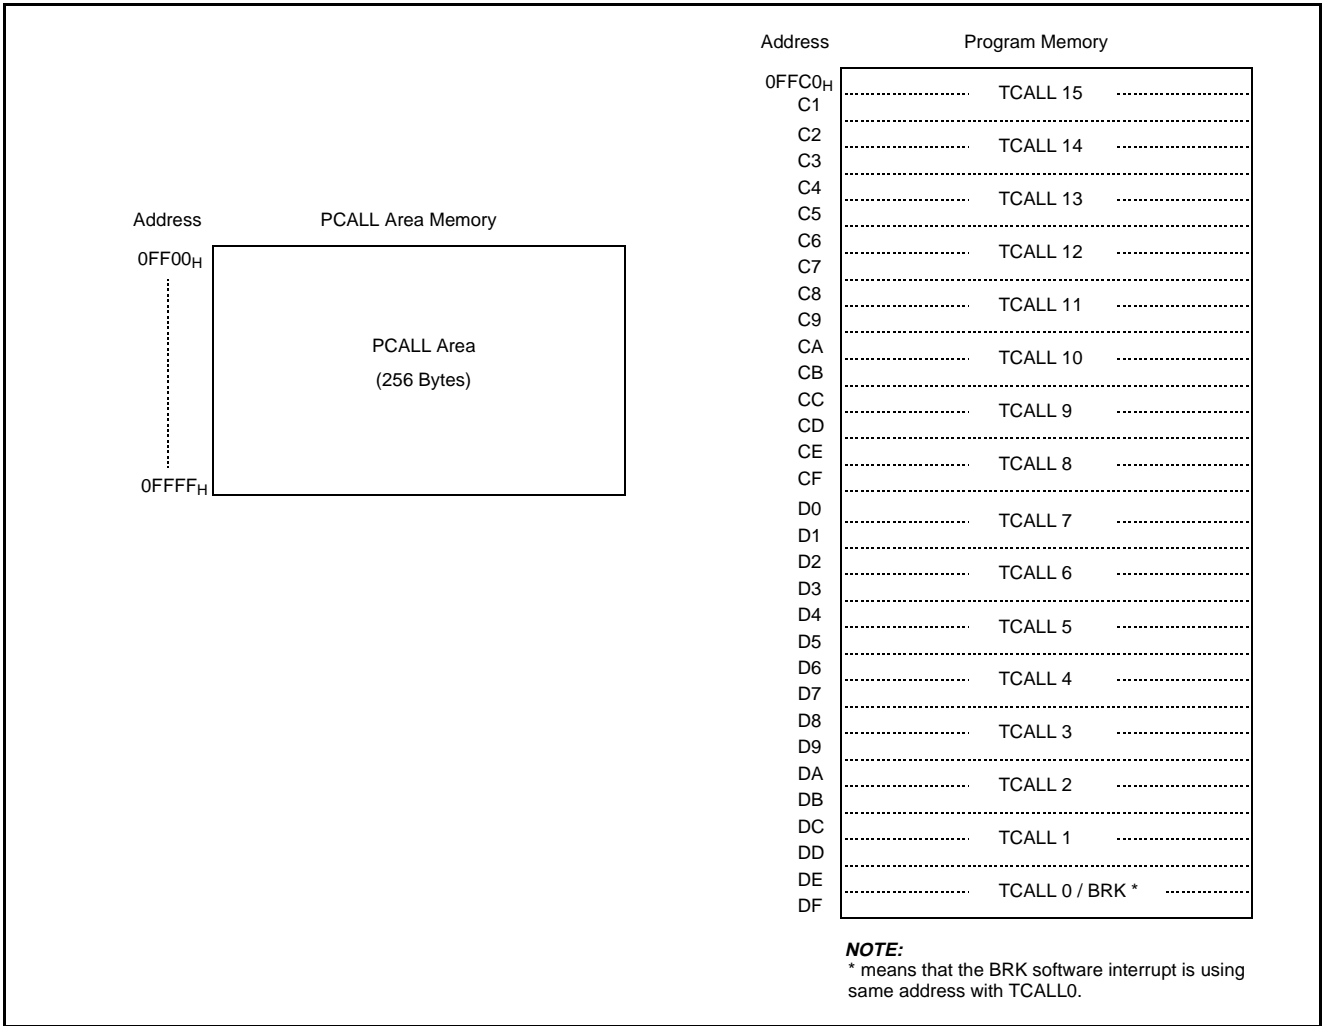 Address PCALL Area Memory
0FF00H
PCALL Area
(256 Bytes)
0FFFFH
Address Program Memory
0FFC0H
C1
TCALL 15
C2
C3
TCALL 14
C4
C5
TCALL 13
C6
C7
TCALL 12
C8
C9
TCALL 11
CA
CB
TCALL 10
CC
CD
TCALL 9
CE
CF
TCALL 8
D0
D1
TCALL 7
D2
D3
TCALL 6
D4
D5
TCALL 5
D6
D7
TCALL 4
D8
D9
TCALL 3
DA
DB
TCALL 2
DC
DD
TCALL 1
DE
DF
TCALL 0 / BRK *
NOTE:
* means that the BRK software interrupt is using
same address with TCALL0.